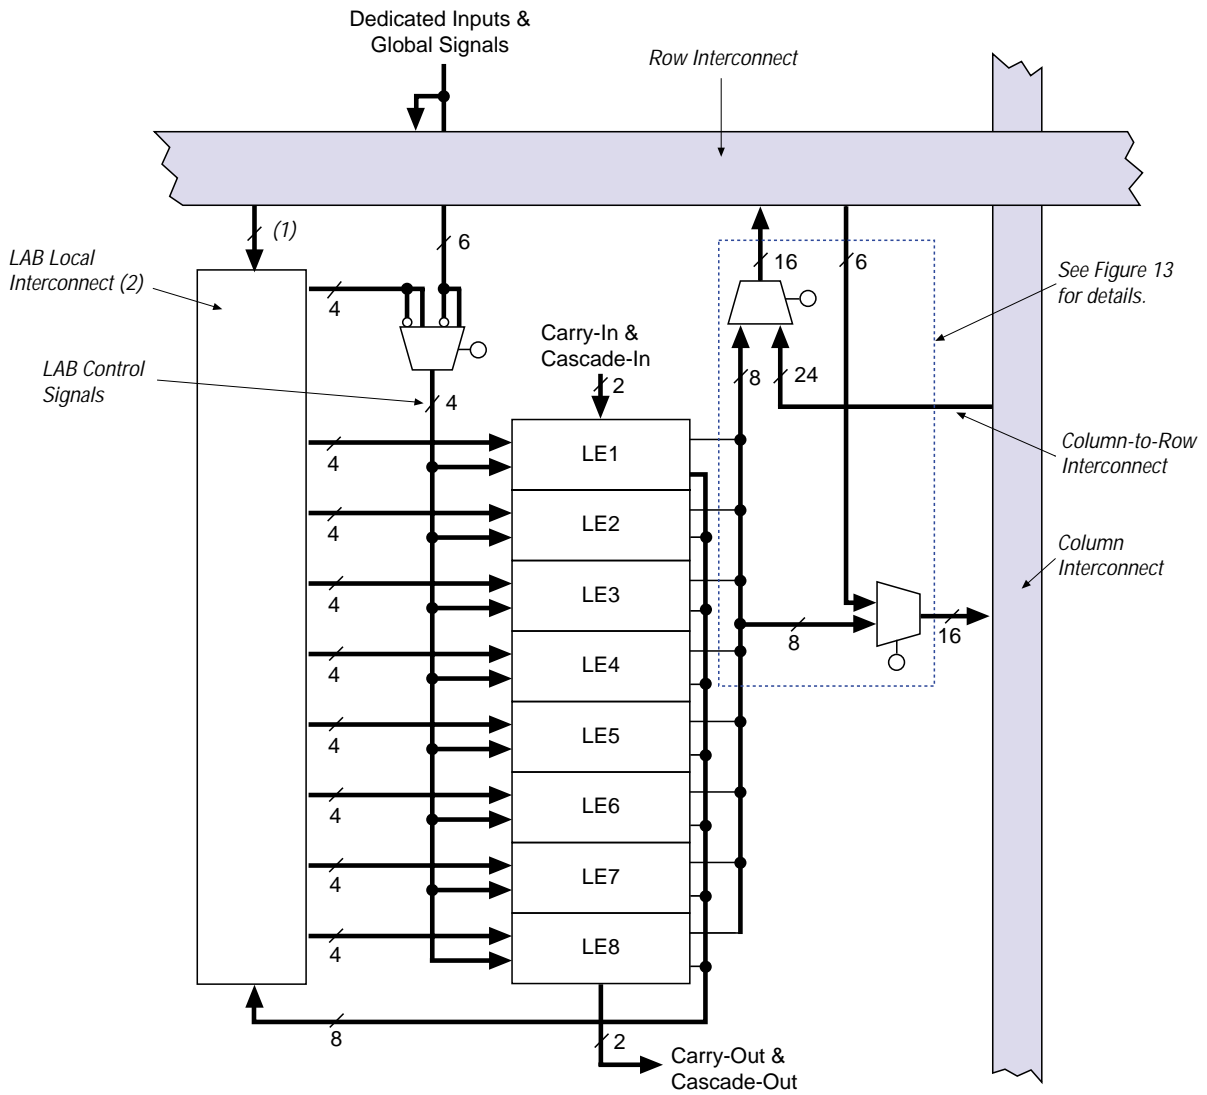 Dedicated Inputs &
Global Signals
Row Interconnect
(1)
6
LAB Local
Interconnect (2)
16
6
See Figure 13
for details.
4
Carry-In &
Cascade-In
LAB Control
Signals
2
8
24
4
Column-to-Row
Interconnect
4
LE1
4
LE2
Column
Interconnect
4
LE3
8
16
4
LE4
4
LE5
4
LE6
4
LE7
4
LE8
8
2
Carry-Out &
Cascade-Out